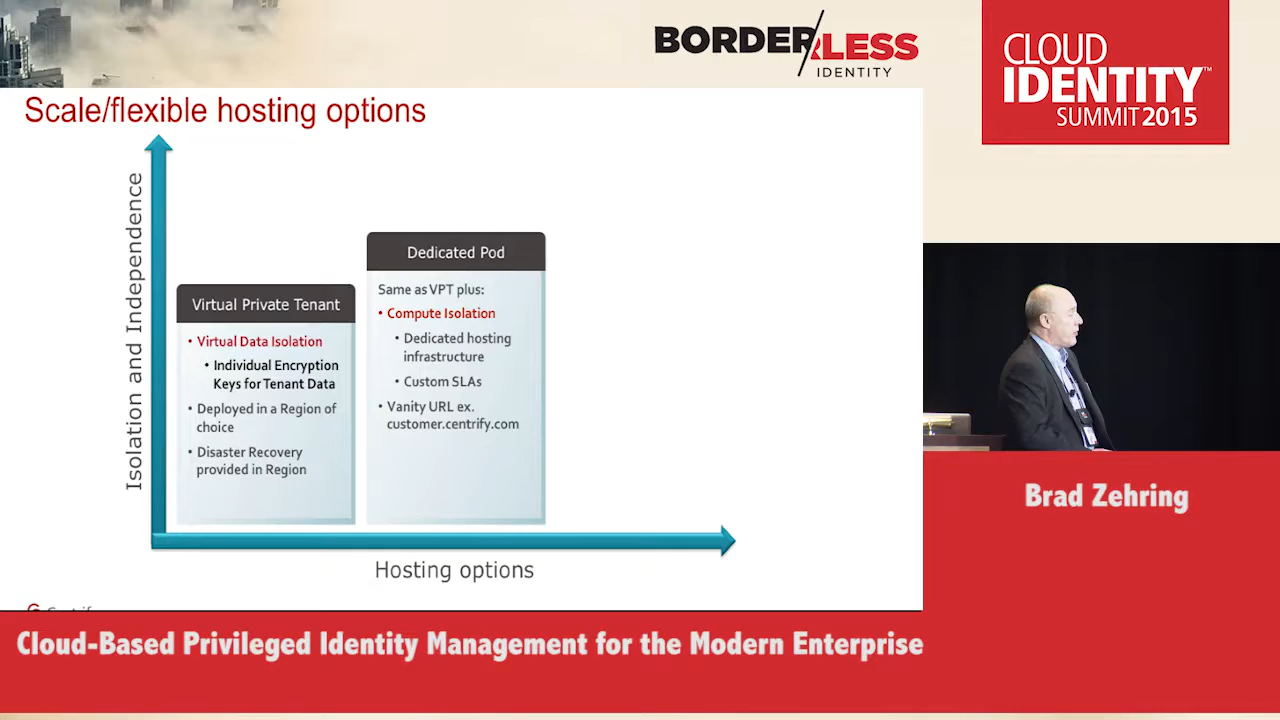 BORDERLESS
IDENTITY
CLOUD
IDENTITY™
SUMMIT 2015
Scale/flexible hosting options
Isolation and Independence
Virtual Private Tenant
• Virtual Data Isolation
• Individual Encryption
Keys for Tenant Data
• Deployed in a Region of
choice
• Disaster Recovery
provided in Region
Dedicated Pod
Same as VPT plus:
• Compute Isolation
• Dedicated hosting
infrastructure
• Custom SLAs
• Vanity URL ex.
customer.centrify.com
Hosting options
Brad Zehring
Cloud-Based Privileged Identity Management for the Modern Enterprise